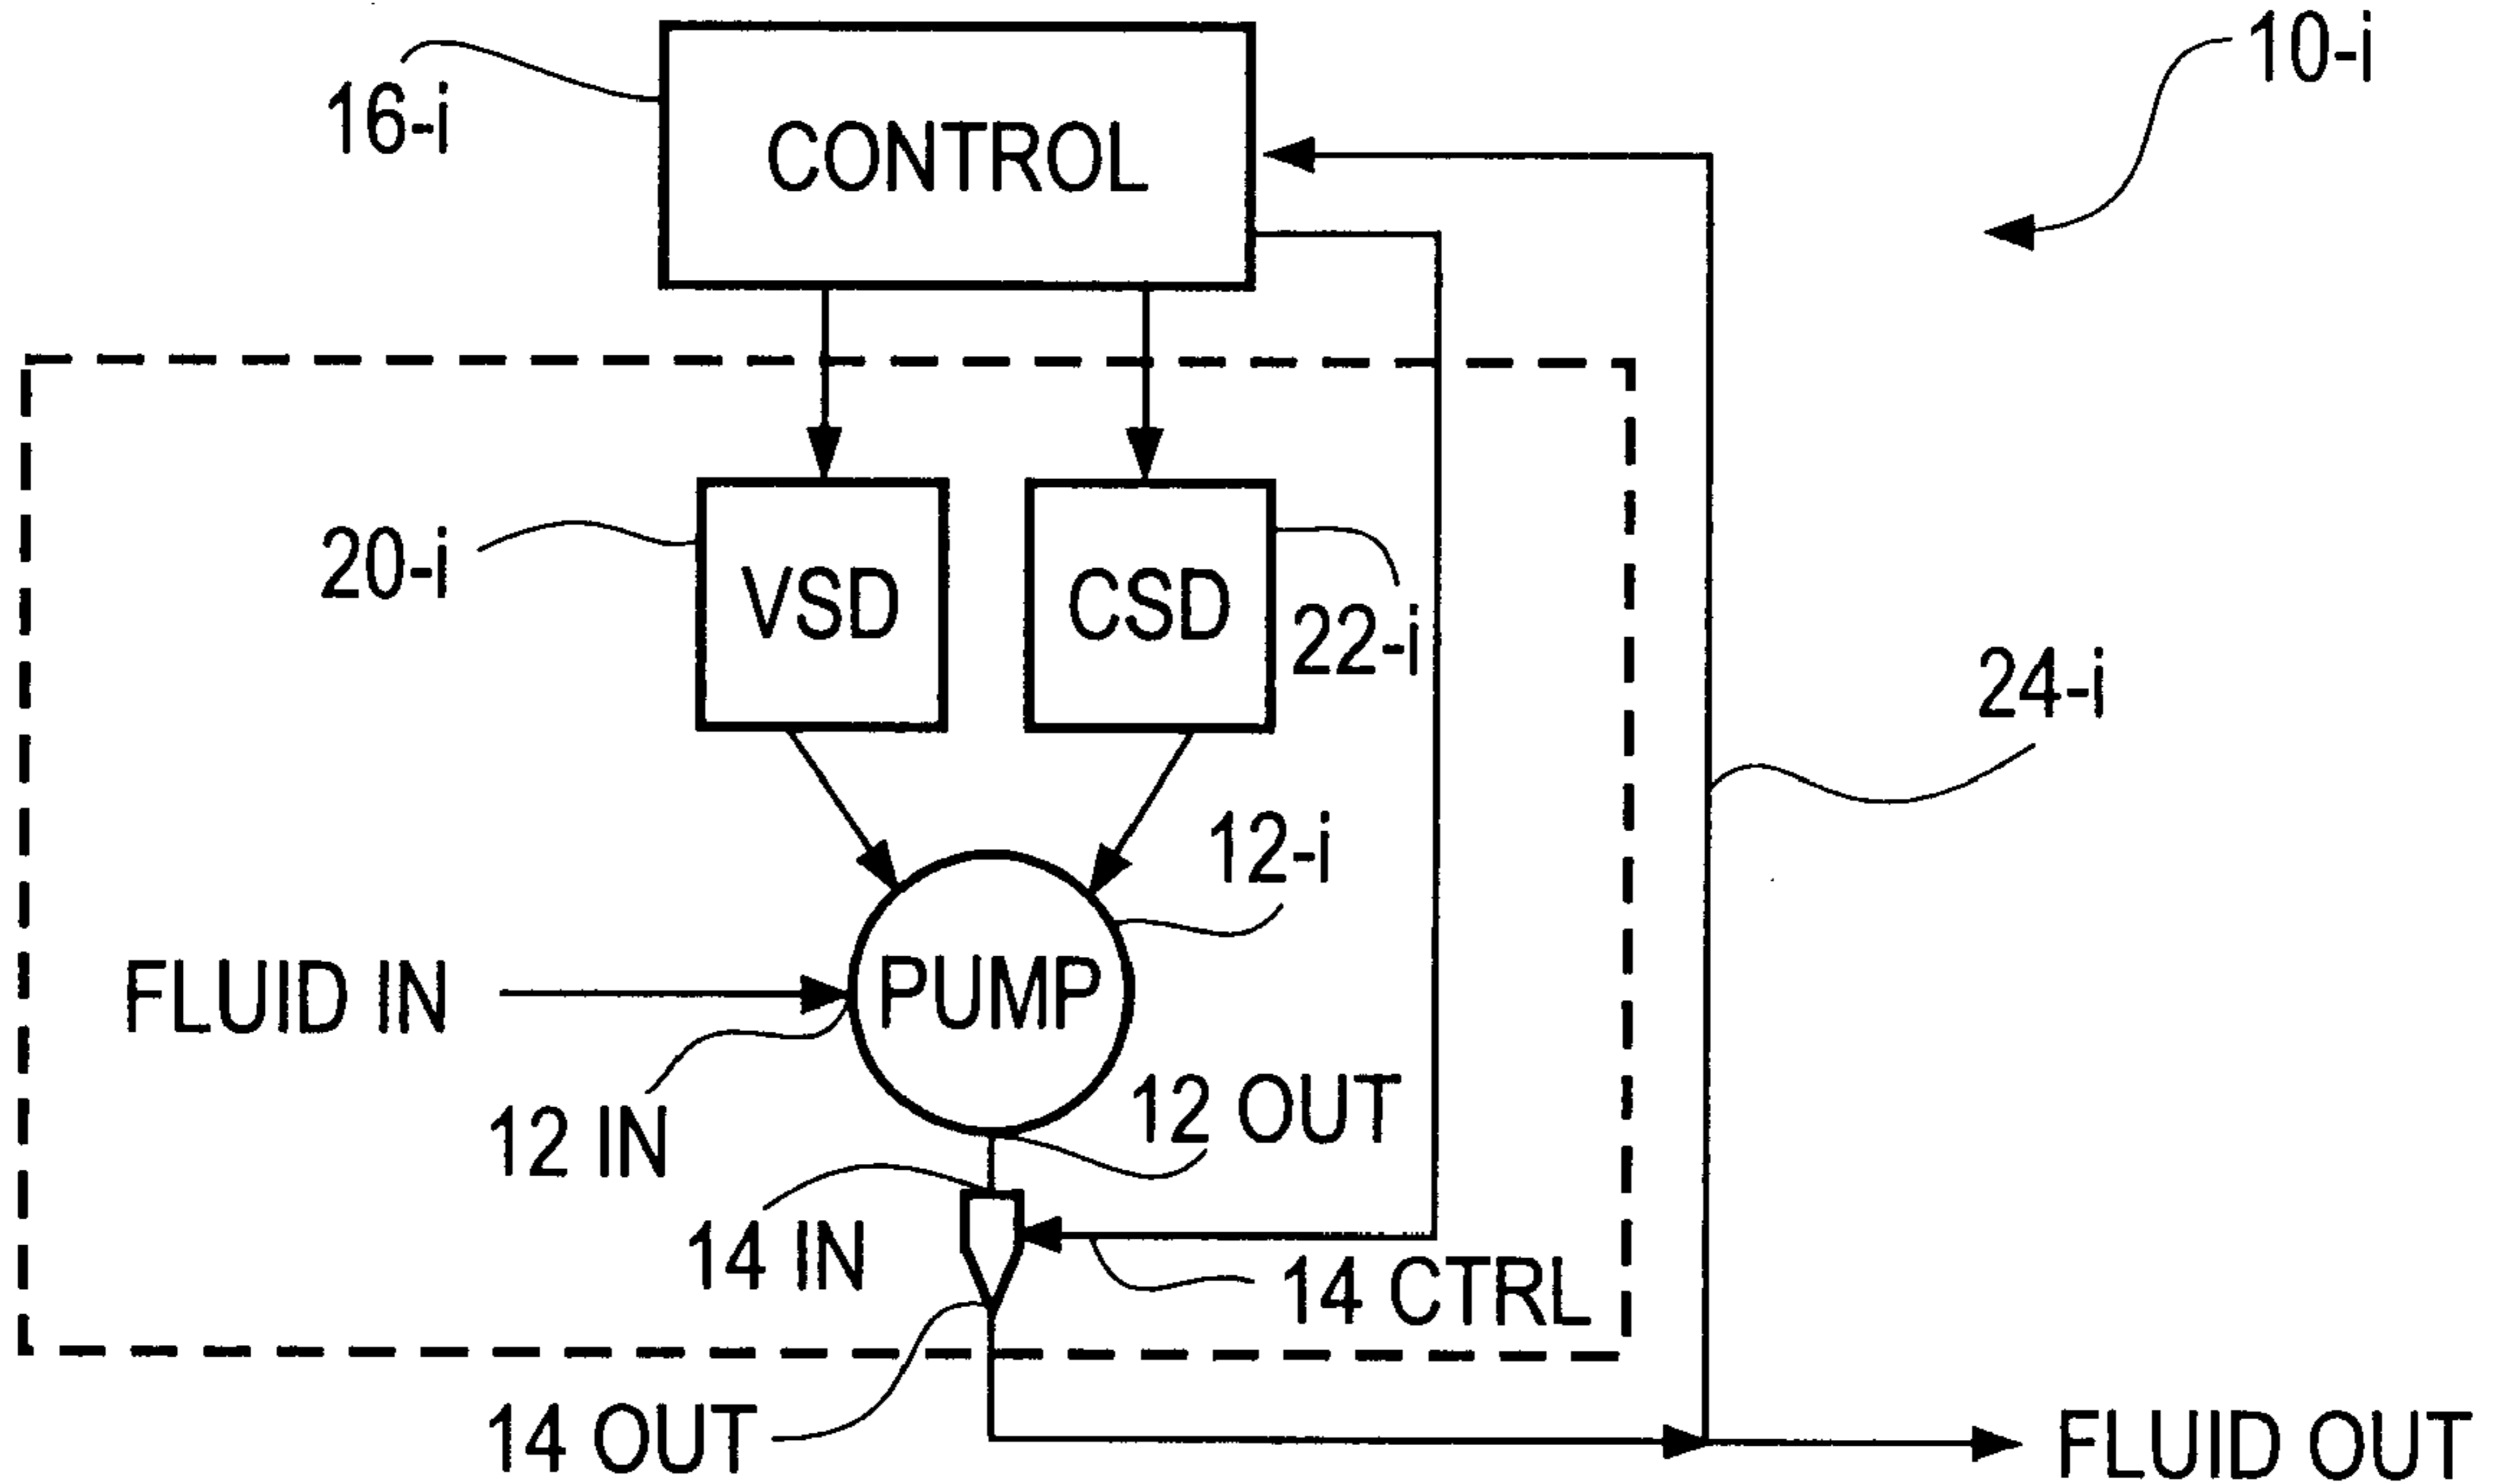 10-i
16-i
CONTROL
20-i
VSD
CSD
22-i
24-i
12-i
FLUID IN
PUMP
12 IN
12 OUT
14 IN
14 CTRL
14 OUT
FLUID OUT